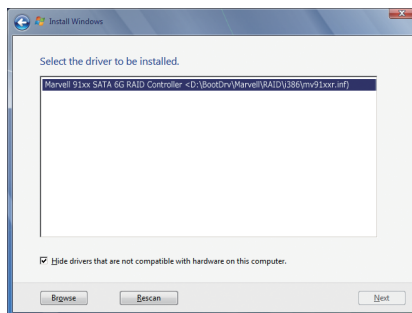 Install Windows
Select the driver to be installed.
Marvell 91xx SATA 6G RAID Controller <D:\BootDrv\Marvell\RAID\i386\mv91xxr.inf)
Hide drivers that are not compatible with hardware on this computer.
Browse Rescan Next